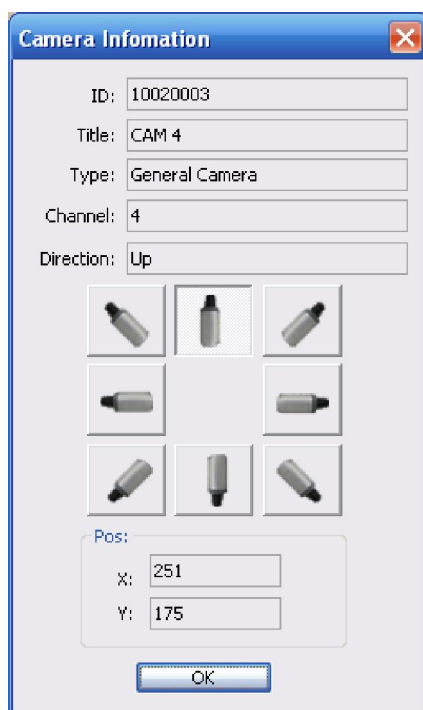 Camera Infomation
ID: 10020003
Title: CAM 4
Type: General Camera
Channel: 4
Direction: Up
Pos:
X: 251
Y: 175
OK